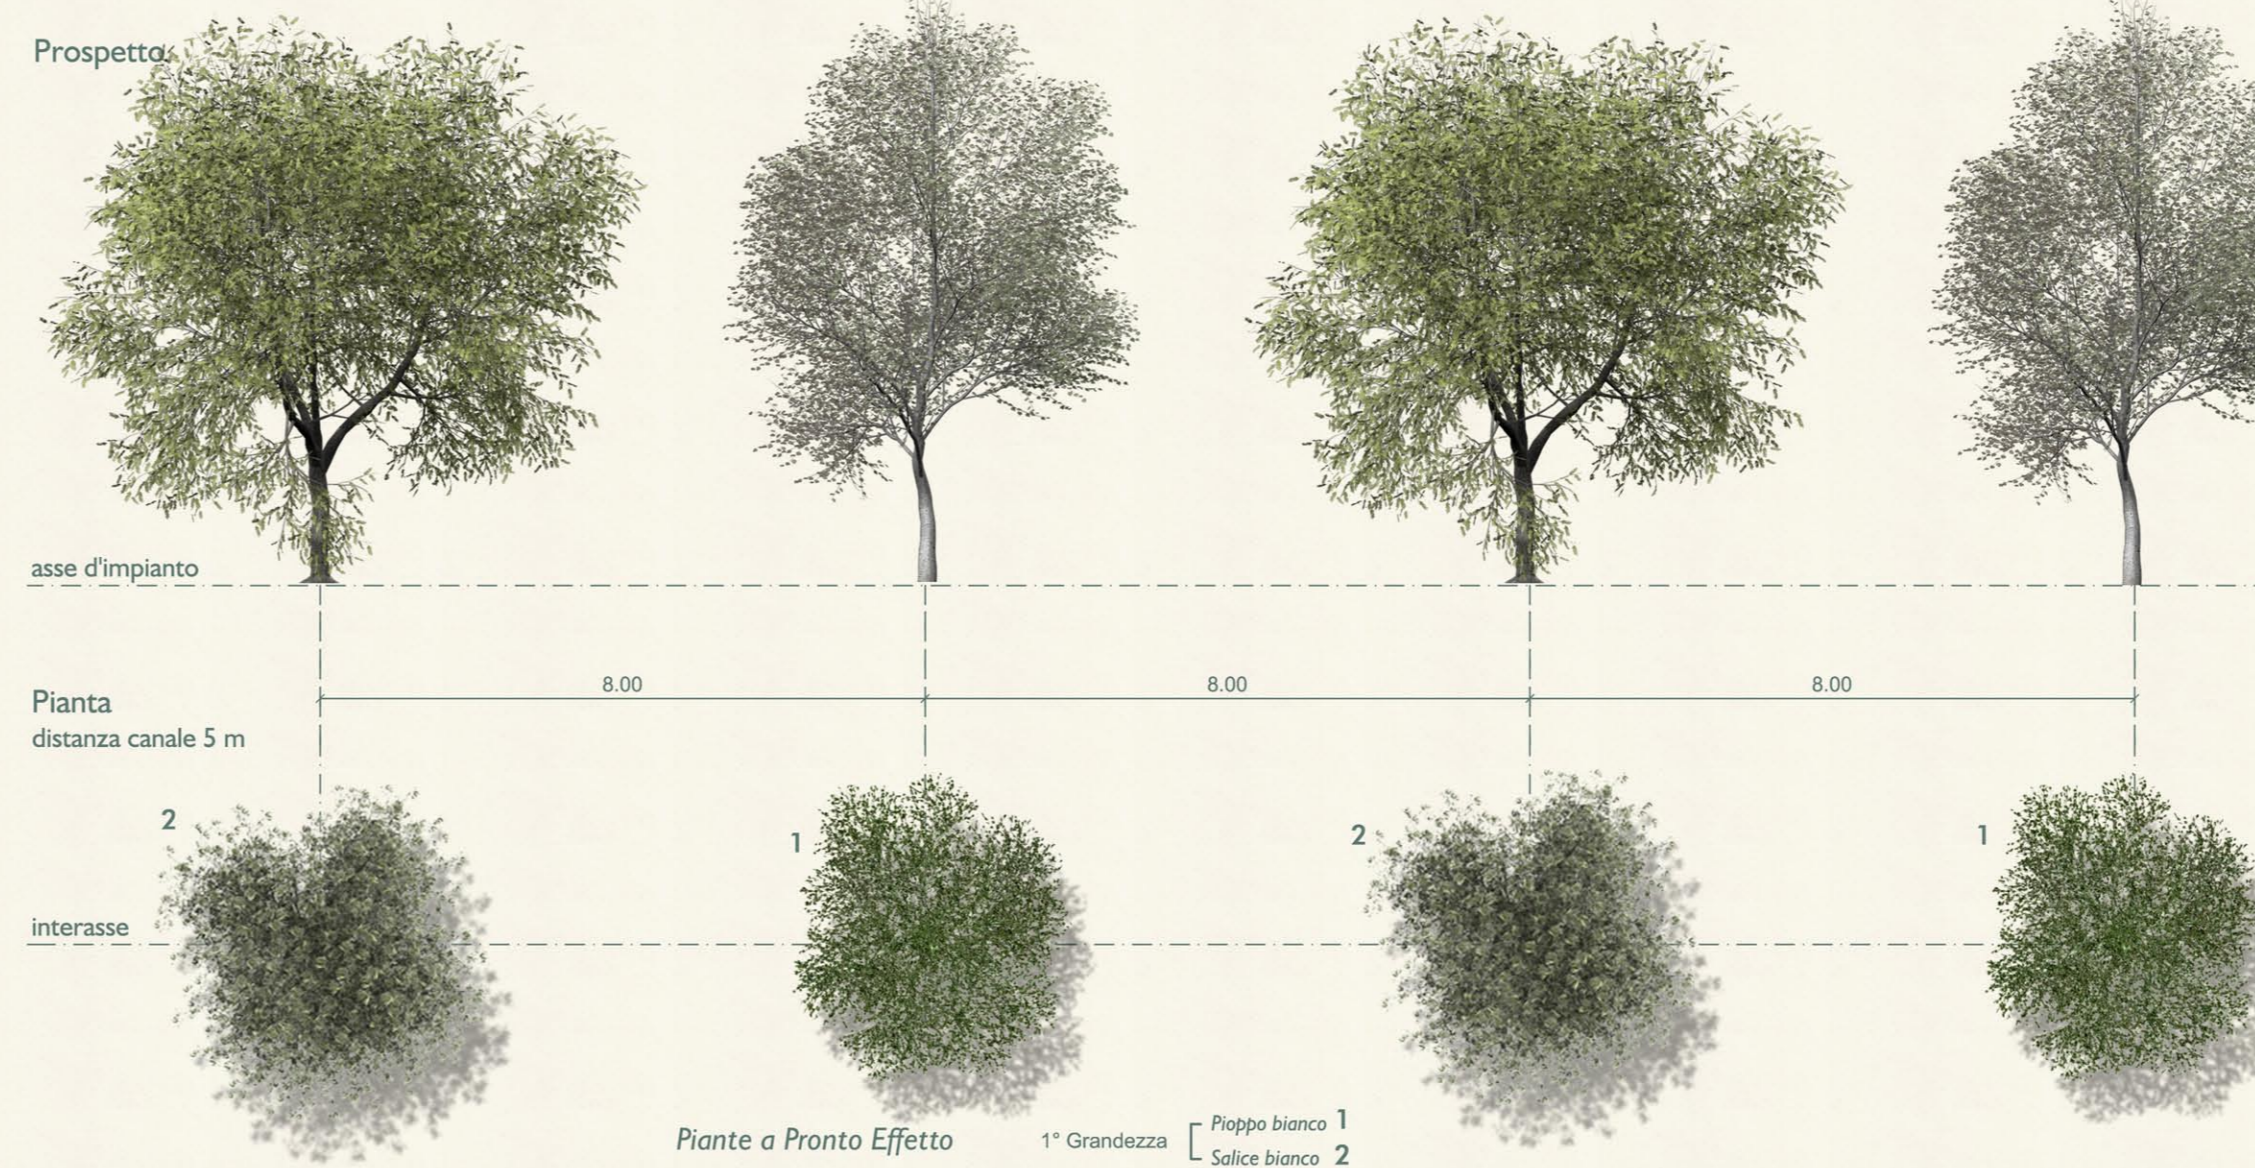 Prospetto
asse d'impianto
8.00 8.00 8.00
Pianta
distanza canale 5 m
2 1 2 1
interasse
Piante a Pronto Effetto 1° Grandezza Pioppo bianco 1
Salice bianco 2